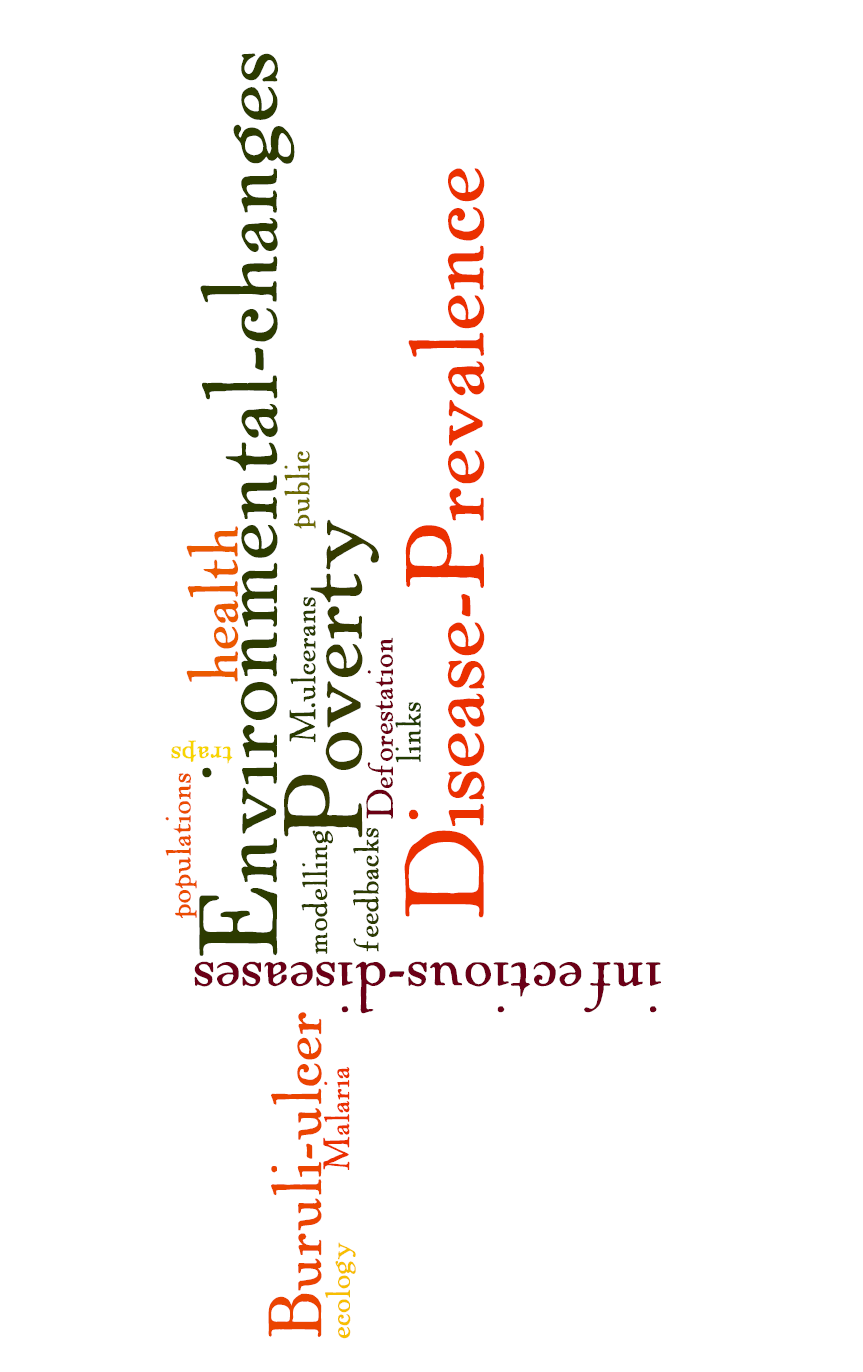 populations
traps
health
Environmental-changes
public
M.ulcerans
Poverty
modelling
feedbacks
Deforestation
links
Disease-Prevalence
infectious-diseases
Buruli-ulcer
Malaria
ecology